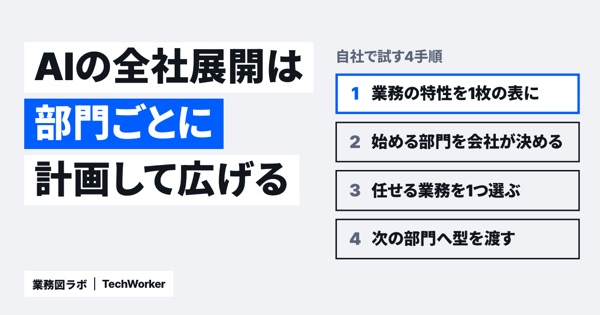 AIの全社展開は
部門ごとに
計画して広げる
自社で試す4手順
1 業務の特性を1枚の表に
2 始める部門を会社が決める
3 任せる業務を1つ選ぶ
4 次の部門へ型を渡す
業務図ラボ | TechWorker